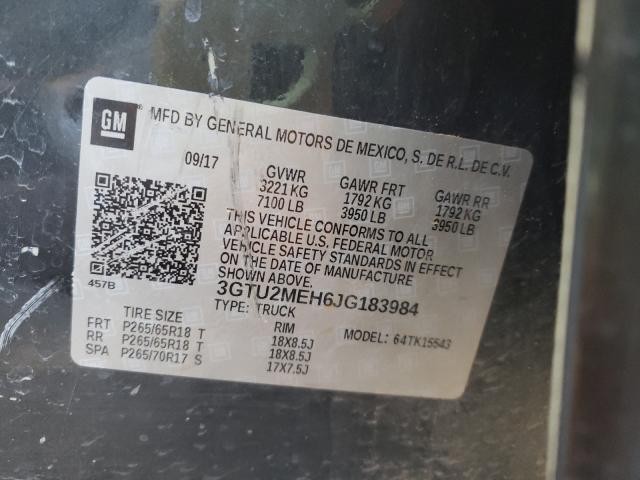 GM ® MFD BY GENERAL MOTORS DE MEXICO, S. DE R.L. DE C.V.
09/17 GVWR GAWR FRT GAWR RR
3221 KG 1792 KG 1792 KG
7100 LB 3950 LB 3950 LB
THIS VEHICLE CONFORMS TO ALL
APPLICABLE U.S. FEDERAL MOTOR
VEHICLE SAFETY STANDARDS IN EFFECT
ON THE DATE OF MANUFACTURE
SHOWN ABOVE.
457B
3GTU2MEH6JG183984
TYPE: TRUCK
TIRE SIZE RIM MODEL: 64TK15543
FRT P265/65R18 T 18X8.5J
RR P265/65R18 T 18X8.5J
SPA P265/70R17 S 17X7.5J